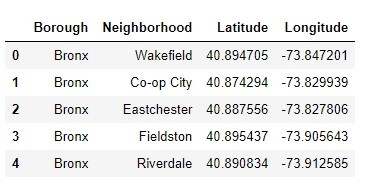 Borough Neighborhood Latitude Longitude
0 Bronx Wakefield 40.894705 -73.847201
1 Bronx Co-op City 40.874294 -73.829939
2 Bronx Eastchester 40.887556 -73.827806
3 Bronx Fieldston 40.895437 -73.905643
4 Bronx Riverdale 40.890834 -73.912585